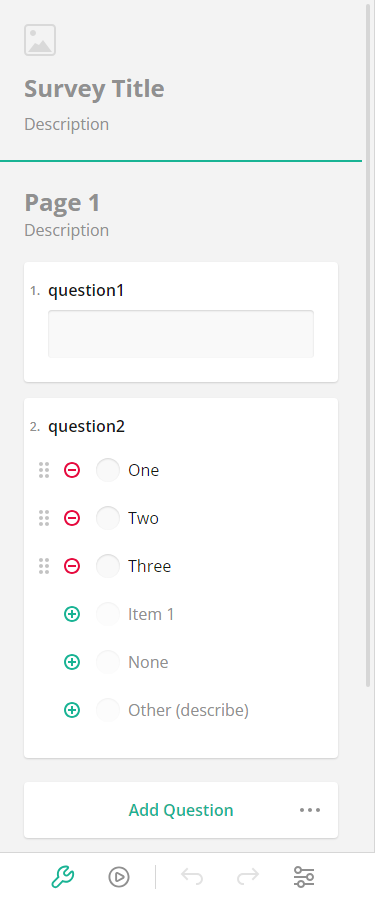 Survey Title
Description
Page 1
Description
1. question1
2. question2
One
Two
Three
Item 1
None
Other (describe)
Add Question